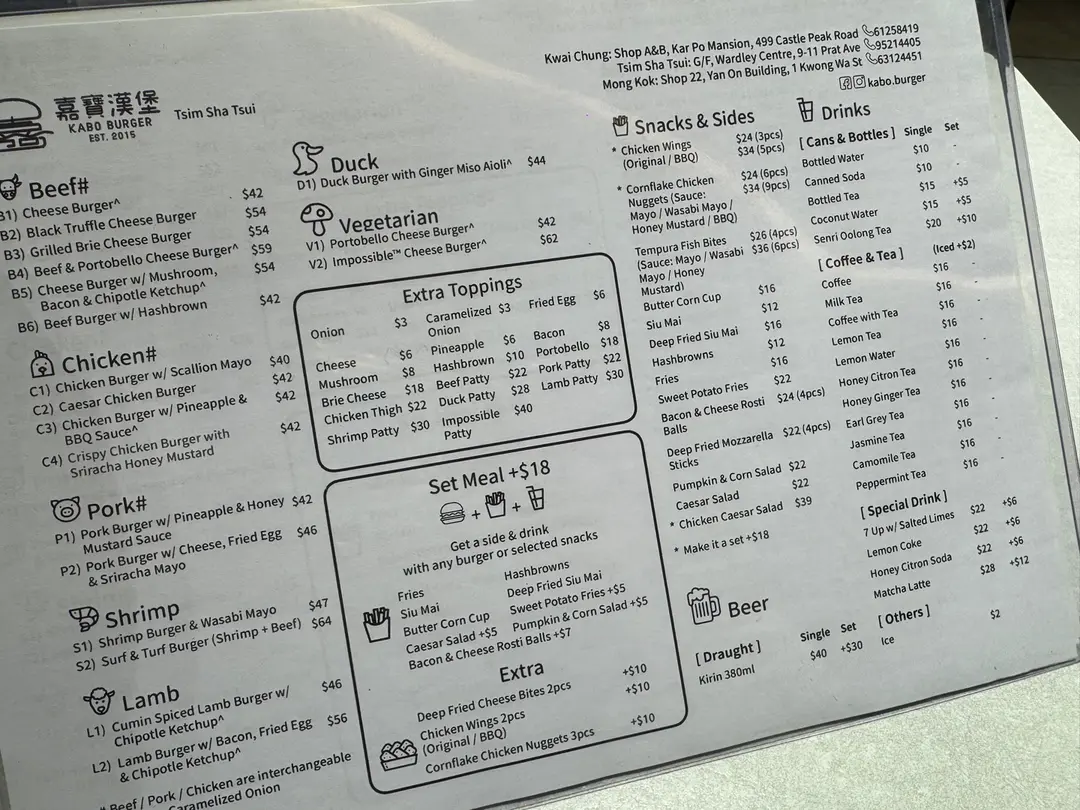 嘉寶漢堡
KABO BURGER
EST. 2015
Tsim Sha Tsui
Kwai Chung: Shop A&B, Kar Po Mansion, 499 Castle Peak Road 61258419
Tsim Sha Tsui: G/F, Wardley Centre, 9-11 Prat Ave 95214405
Mong Kok: Shop 22, Yan On Building, 1 Kwong Wa St 63124451
kabo.burger
Beef#
B1) Cheese Burger^ $42
B2) Black Truffle Cheese Burger $54
B3) Grilled Brie Cheese Burger $54
B4) Beef & Portobello Cheese Burger^ $59
B5) Cheese Burger w/ Mushroom, $54
Bacon & Chipotle Ketchup^
B6) Beef Burger w/ Hashbrown $42
Chicken#
C1) Chicken Burger w/ Scallion Mayo $40
C2) Caesar Chicken Burger $42
C3) Chicken Burger w/ Pineapple & $42
BBQ Sauce^
C4) Crispy Chicken Burger with $42
Sriracha Honey Mustard
Pork#
P1) Pork Burger w/ Pineapple & Honey $42
Mustard Sauce
P2) Pork Burger w/ Cheese, Fried Egg $46
& Sriracha Mayo
Shrimp
S1) Shrimp Burger & Wasabi Mayo $47
S2) Surf & Turf Burger (Shrimp + Beef) $64
Lamb
L1) Cumin Spiced Lamb Burger w/ $46
Chipotle Ketchup^
L2) Lamb Burger w/ Bacon, Fried Egg $56
& Chipotle Ketchup^
# Beef / Pork / Chicken are interchangeable
Caramelized Onion
Duck
D1) Duck Burger with Ginger Miso Aioli^ $44
Vegetarian
V1) Portobello Cheese Burger^ $42
V2) Impossible™ Cheese Burger^ $62
Extra Toppings
Onion $3 Caramelized Onion $3 Fried Egg $6
Cheese $6 Pineapple $6 Bacon $8
Mushroom $8 Hashbrown $10 Portobello $18
Brie Cheese $18 Beef Patty $22 Pork Patty $22
Chicken Thigh $22 Duck Patty $28 Lamb Patty $30
Shrimp Patty $30 Impossible Patty $40
Set Meal +$18
+ +
Get a side & drink
with any burger or selected snacks
Fries Hashbrowns
Siu Mai Deep Fried Siu Mai
Butter Corn Cup Sweet Potato Fries +$5
Caesar Salad +$5 Pumpkin & Corn Salad +$5
Bacon & Cheese Rosti Balls +$7
Extra
Deep Fried Cheese Bites 2pcs +$10
Chicken Wings 2pcs +$10
(Original / BBQ)
Cornflake Chicken Nuggets 3pcs +$10
Snacks & Sides
* Chicken Wings $24 (3pcs)
(Original / BBQ) $34 (5pcs)
* Cornflake Chicken $24 (6pcs)
Nuggets (Sauce: $34 (9pcs)
Mayo / Wasabi Mayo /
Honey Mustard / BBQ)
Tempura Fish Bites $26 (4pcs)
(Sauce: Mayo / Wasabi $36 (6pcs)
Mayo / Honey
Mustard)
Butter Corn Cup $16
Siu Mai $12
Deep Fried Siu Mai $16
Hashbrowns $12
Fries $16
Sweet Potato Fries $22
Bacon & Cheese Rosti $24 (4pcs)
Balls
Deep Fried Mozzarella $22 (4pcs)
Sticks
Pumpkin & Corn Salad $22
Caesar Salad $22
* Chicken Caesar Salad $39
* Make it a set +$18
Beer
[ Draught ] Single Set
Kirin 380ml $40 +$30
Drinks
[ Cans & Bottles ] Single Set
Bottled Water $10 -
Canned Soda $10 -
Bottled Tea $15 +$5
Coconut Water $15 +$5
Senri Oolong Tea $20 +$10
[ Coffee & Tea ] (Iced +$2)
Coffee $16 -
Milk Tea $16 -
Coffee with Tea $16 -
Lemon Tea $16 -
Lemon Water $16 -
Honey Citron Tea $16 -
Honey Ginger Tea $16 -
Earl Grey Tea $16 -
Jasmine Tea $16 -
Camomile Tea $16 -
Peppermint Tea $16 -
[ Special Drink ]
7 Up w/ Salted Limes $22 +$6
Lemon Coke $22 +$6
Honey Citron Soda $22 +$6
Matcha Latte $28 +$12
[ Others ]
Ice $2